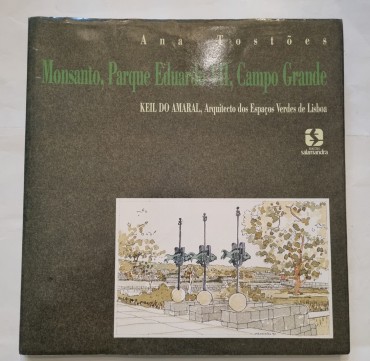 Ana Tostões
Monsanto, Parque Eduardo VII, Campo Grande
KEIL DO AMARAL, Arquitecto dos Espaços Verdes de Lisboa
salamandra